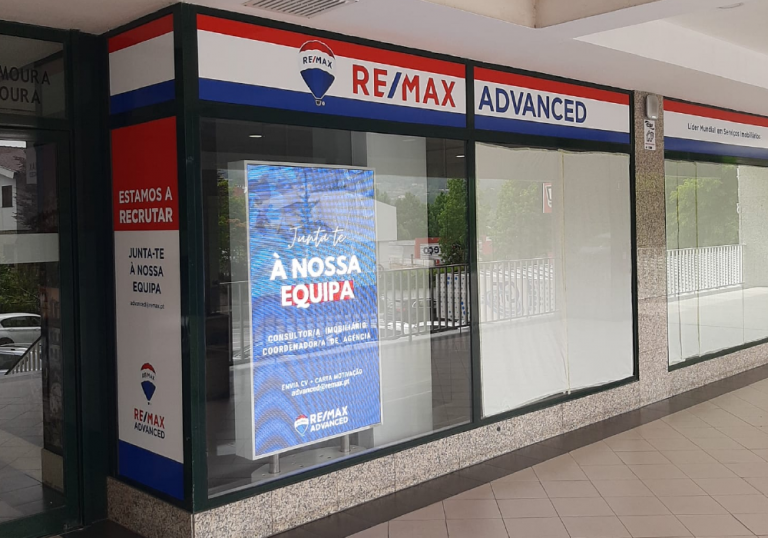 MOURA
OURA
RE/MAX
RE/MAX
ADVANCED
Líder Mundial em Serviços Imobiliários
ESTAMOS A
RECRUTAR
JUNTA-TE
À NOSSA
EQUIPA
advanced@remax.pt
RE/MAX
ADVANCED
Junta-te
À NOSSA
EQUIPA
CONSULTOR/A IMOBILIÁRIO
COORDENADOR/A DE AGÊNCIA
ENVIA CV + CARTA MOTIVAÇÃO
advanced@remax.pt
RE/MAX
ADVANCED